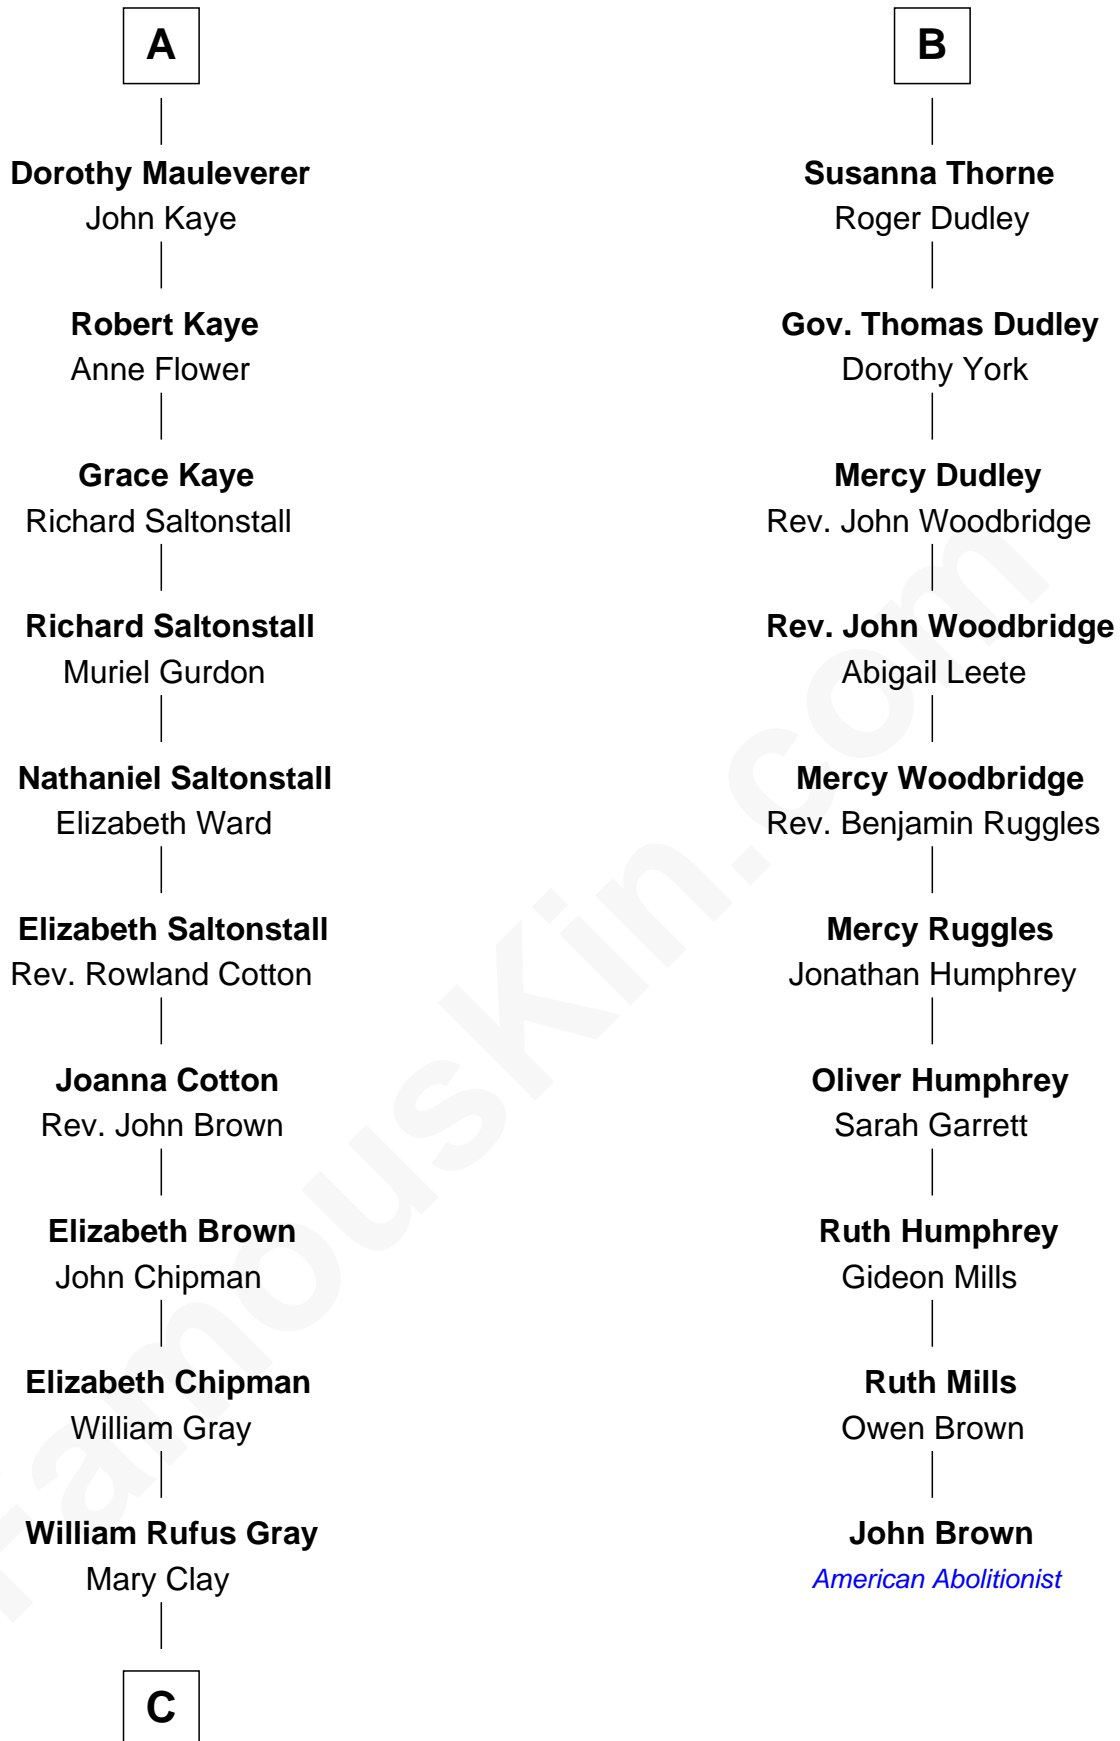 A
Dorothy Mauleverer
John Kaye
Robert Kaye
Anne Flower
Grace Kaye
Richard Saltonstall
Richard Saltonstall
Muriel Gurdon
Nathaniel Saltonstall
Elizabeth Ward
Elizabeth Saltonstall
Rev. Rowland Cotton
Joanna Cotton
Rev. John Brown
Elizabeth Brown
John Chipman
Elizabeth Chipman
William Gray
William Rufus Gray
Mary Clay
C
B
Susanna Thorne
Roger Dudley
Gov. Thomas Dudley
Dorothy York
Mercy Dudley
Rev. John Woodbridge
Rev. John Woodbridge
Abigail Leete
Mercy Woodbridge
Rev. Benjamin Ruggles
Mercy Ruggles
Jonathan Humphrey
Oliver Humphrey
Sarah Garrett
Ruth Humphrey
Gideon Mills
Ruth Mills
Owen Brown
John Brown
American Abolitionist
FamousKin.com